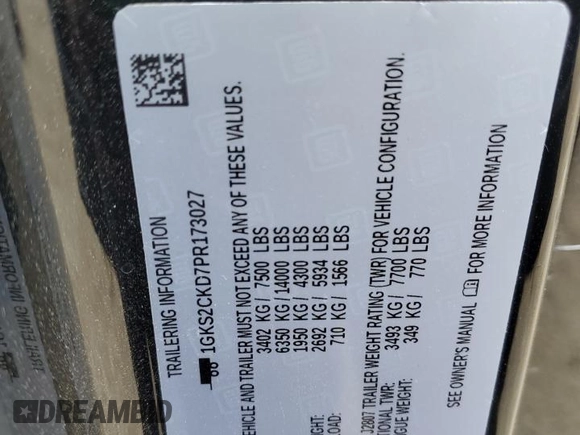 TRAILERING INFORMATION
1GKS2CKD7PR173027
EHICLE AND TRAILER MUST NOT EXCEED ANY OF THESE VALUES.
3402 KG / 7500 LBS
6350 KG / 14000 LBS
1950 KG / 4300 LBS
2692 KG / 5934 LBS
IGHT: 710 KG / 1566 LBS
LOAD:
J2807 TRAILER WEIGHT RATING (TWR) FOR VEHICLE CONFIGURATION.
TIONAL TWR: 3493 KG / 7700 LBS
GUE WEIGHT: 349 KG / 770 LBS
SEE OWNER'S MANUAL FOR MORE INFORMATION
DREAMBID